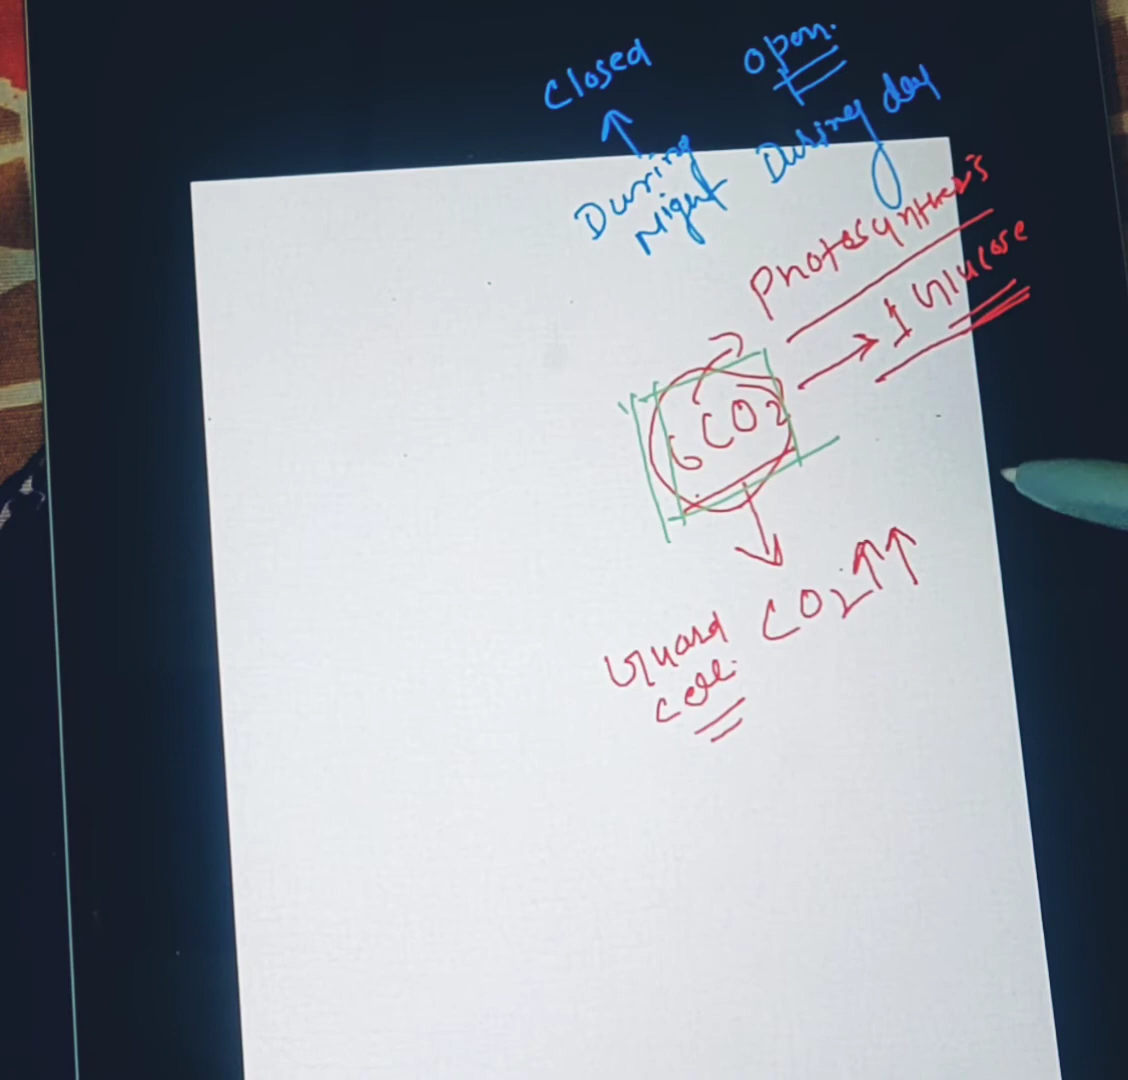 Closed
Open.
During
Night
During day
Photosynthesis
1 Glucose
6CO2
CO2↑↑
Guard
cell.